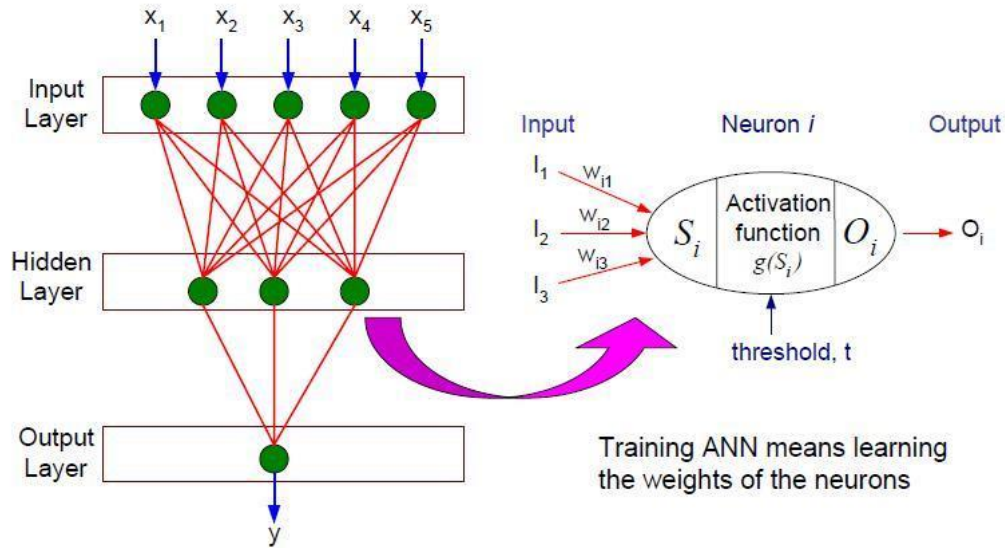 x1 x2 x3 x4 x5
Input
Layer
Hidden
Layer
Output
Layer
y
Input Neuron i Output
I1 wi1
I2 wi2
I3 wi3
Si
Activation
function
g(Si)
Oi
Oi
threshold, t
Training ANN means learning
the weights of the neurons